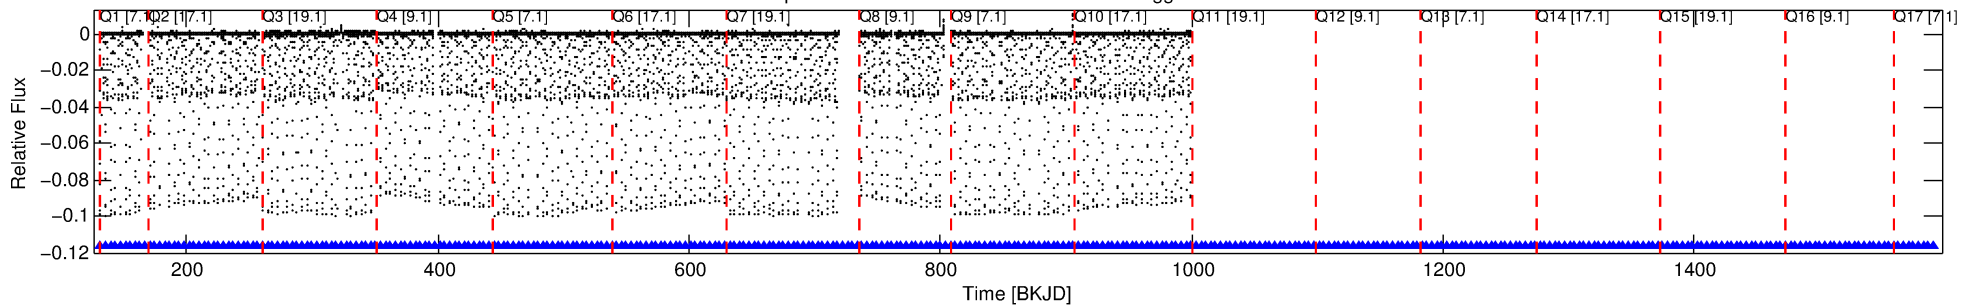 Q1 [7.1] Q2 [17.1] Q3 [19.1] Q4 [9.1] Q5 [7.1] Q6 [17.1] Q7 [19.1] Q8 [9.1] Q9 [7.1] Q10 [17.1] Q11 [19.1] Q12 [9.1] Q13 [7.1] Q14 [17.1] Q15 [19.1] Q16 [9.1] Q17 [7.1]
0
−0.02
−0.04
−0.06
−0.08
−0.1
−0.12
Relative Flux
200 400 600 800 1000 1200 1400
Time [BKJD]